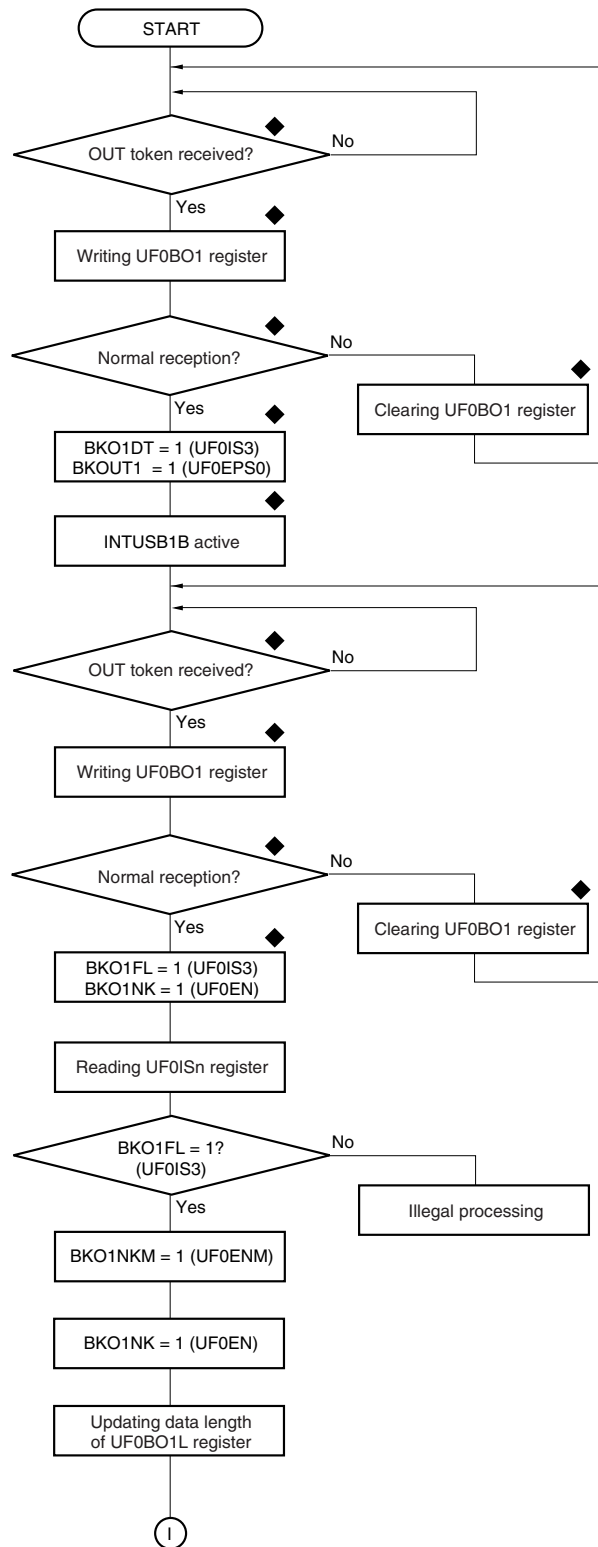 START
OUT token received?
No
Yes
Writing UF0BO1 register
Normal reception?
No
Yes
Clearing UF0BO1 register
BKO1DT = 1 (UF0IS3)
BKOUT1 = 1 (UF0EPS0)
INTUSB1B active
OUT token received?
No
Yes
Writing UF0BO1 register
Normal reception?
No
Yes
Clearing UF0BO1 register
BKO1FL = 1 (UF0IS3)
BKO1NK = 1 (UF0EN)
Reading UF0ISn register
BKO1FL = 1?
(UF0IS3)
No
Yes
Illegal processing
BKO1NKM = 1 (UF0ENM)
BKO1NK = 1 (UF0EN)
Updating data length
of UF0BO1L register
I